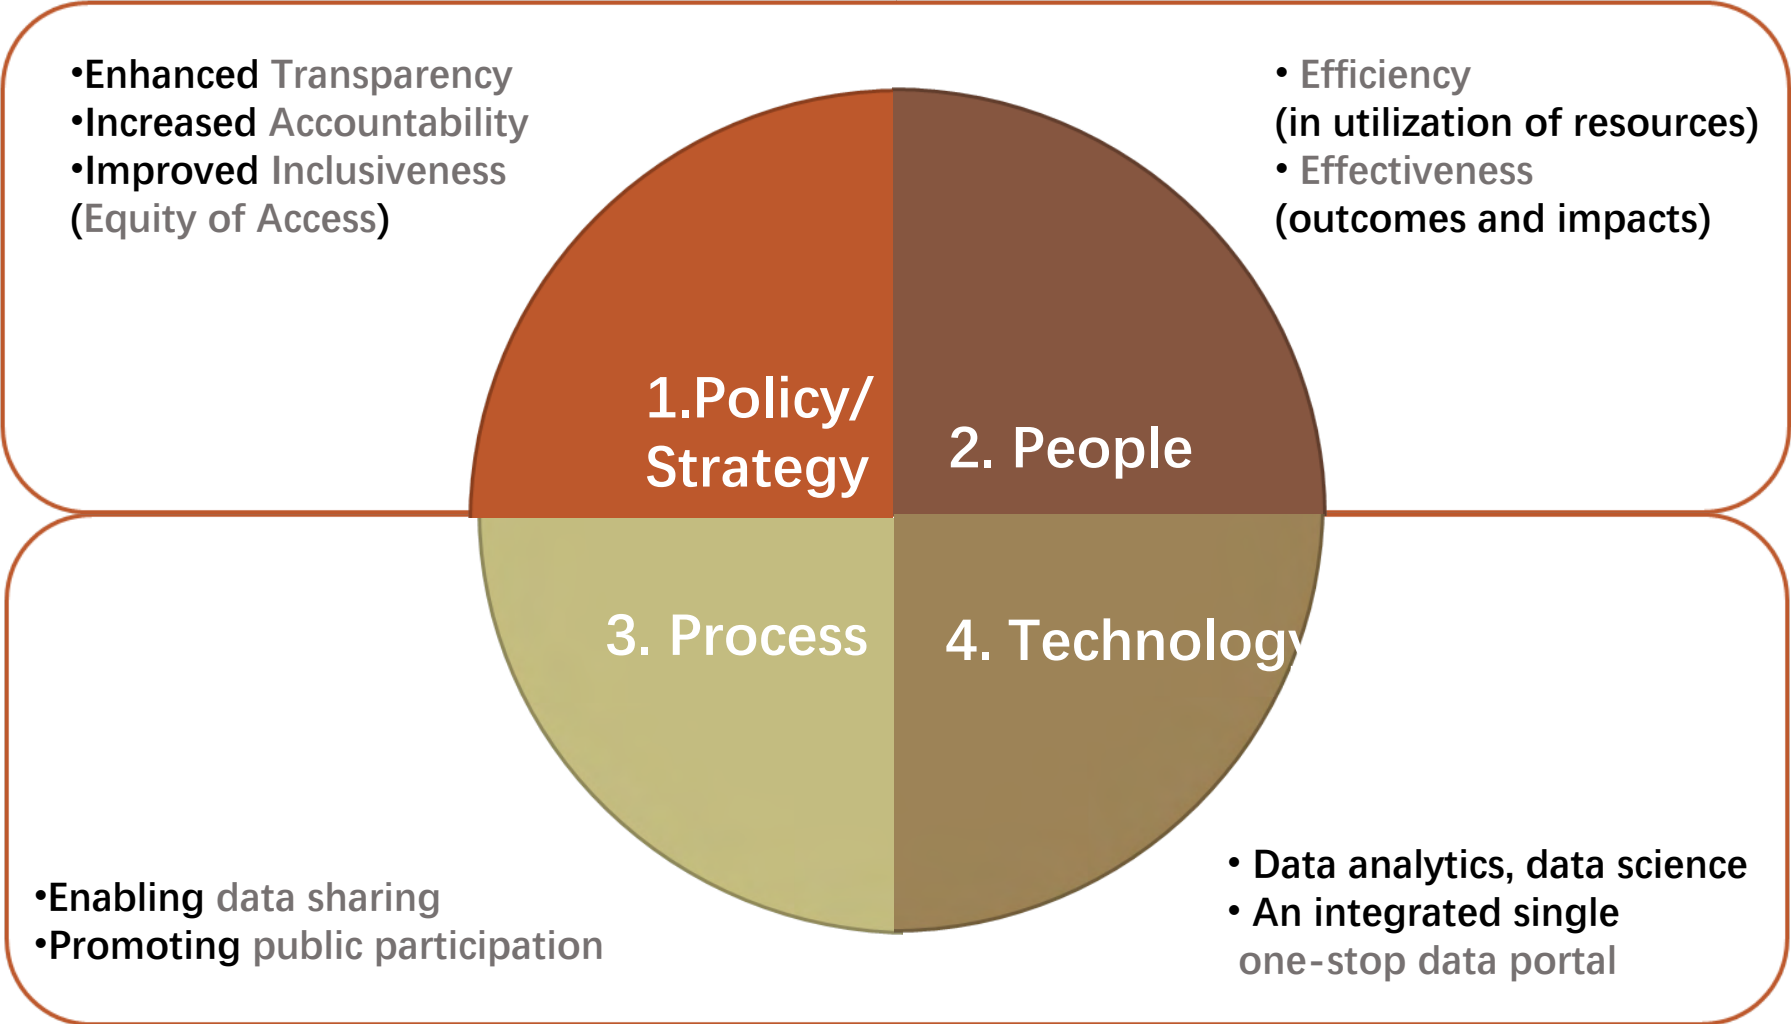 •Enhanced Transparency
•Increased Accountability
•Improved Inclusiveness
(Equity of Access)
• Efficiency
(in utilization of resources)
• Effectiveness
(outcomes and impacts)
1.Policy/
Strategy
2. People
3. Process
4. Technology
•Enabling data sharing
•Promoting public participation
• Data analytics, data science
• An integrated single
one-stop data portal